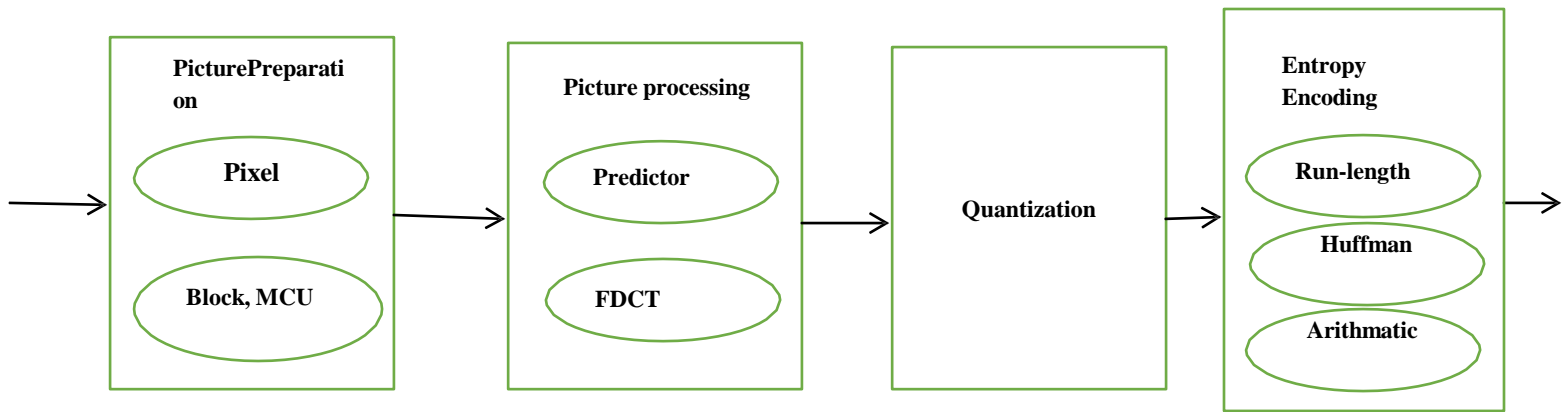 PicturePreparati
on
Pixel
Block, MCU
Picture processing
Predictor
FDCT
Quantization
Entropy
Encoding
Run-length
Huffman
Arithmatic